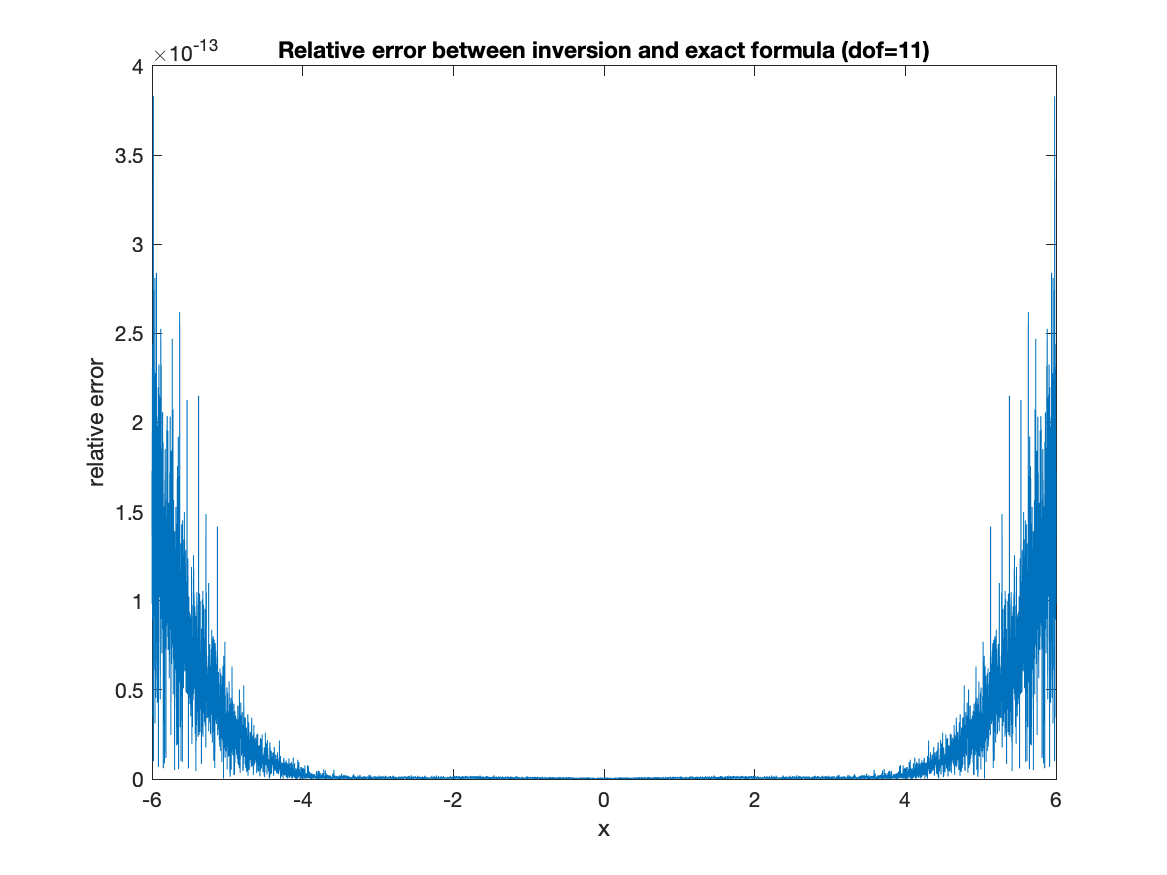 ×10-13
Relative error between inversion and exact formula (dof=11)
4
3.5
3
2.5
2
1.5
1
0.5
0
relative error
-6 -4 -2 0 2 4 6
x